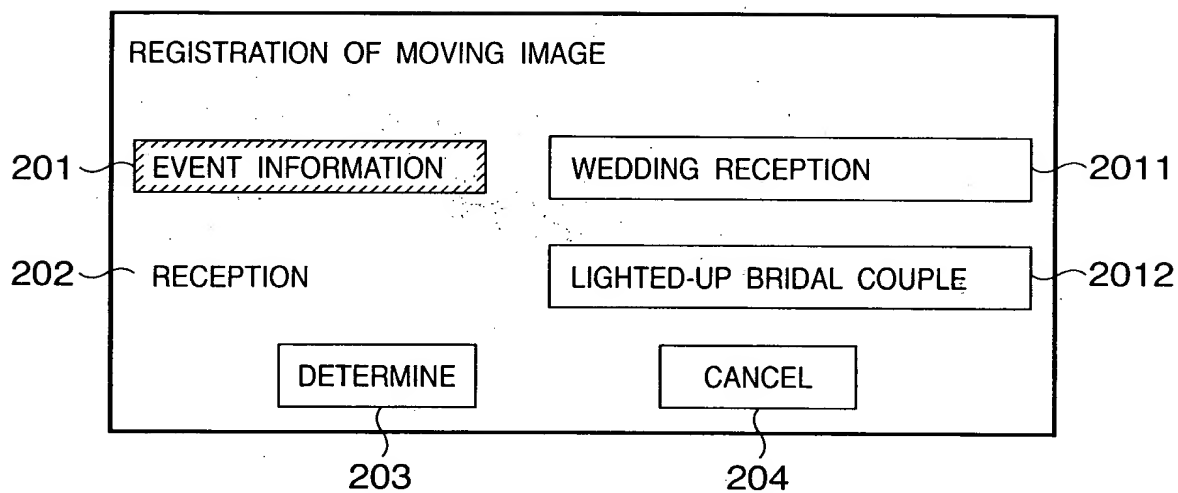 REGISTRATION OF MOVING IMAGE
201 EVENT INFORMATION WEDDING RECEPTION 2011
202 RECEPTION LIGHTED-UP BRIDAL COUPLE 2012
DETERMINE CANCEL
203 204